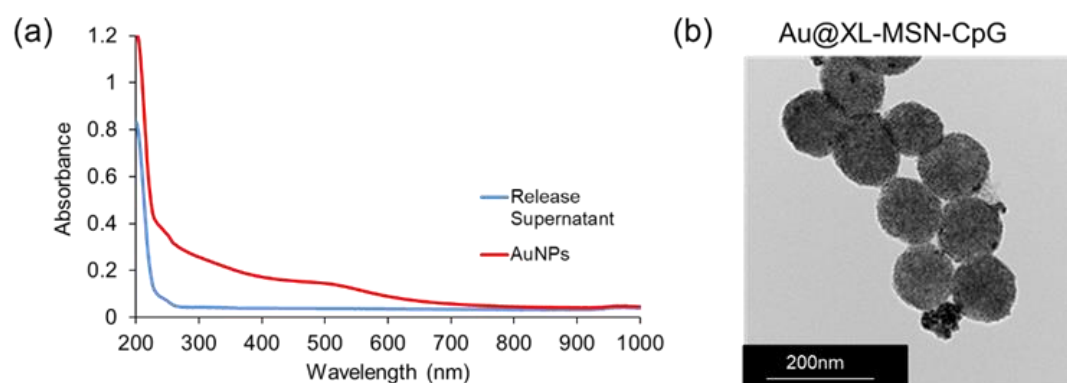 (a)
1.2
1
0.8
0.6
0.4
0.2
0
Absorbance
200 300 400 500 600 700 800 900 1000
Wavelength (nm)
Release
Supernatant
AuNPs
(b)
Au@XL-MSN-CpG
200nm